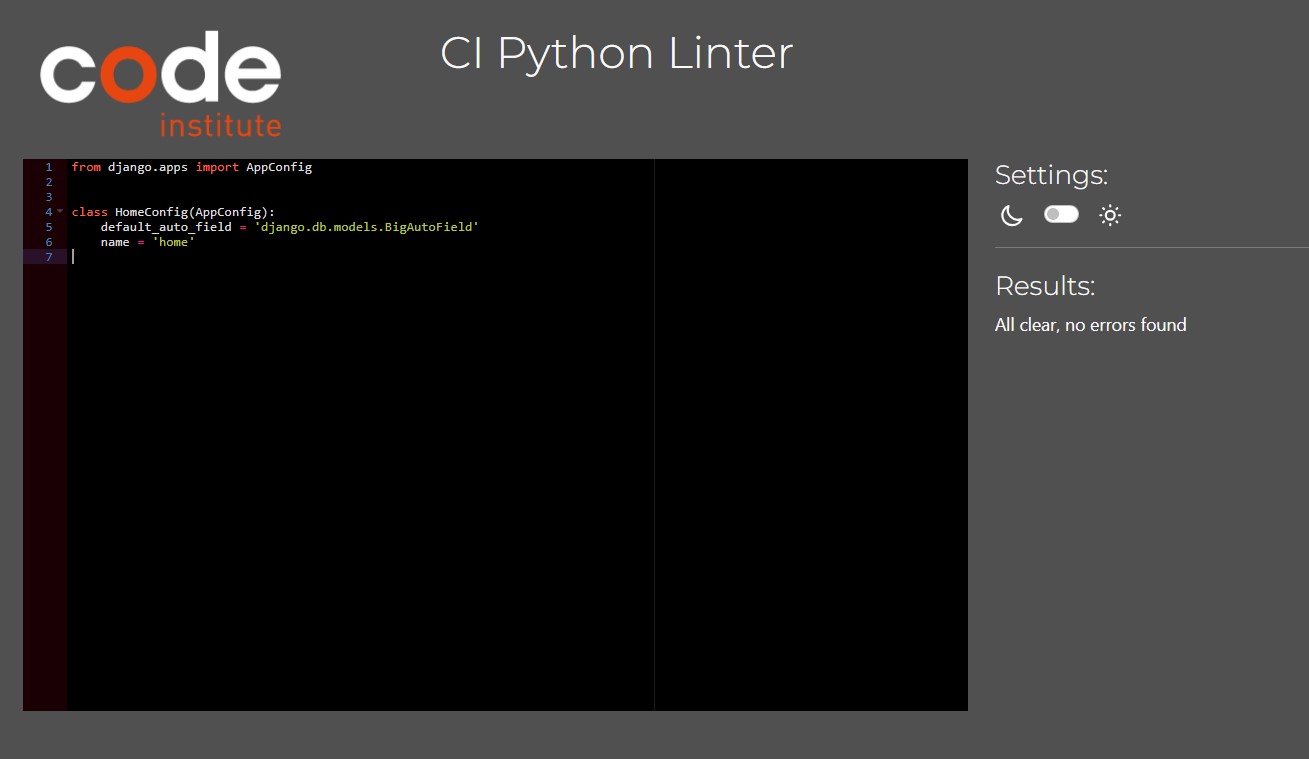 code
institute
CI Python Linter
1 from django.apps import AppConfig
2
3
4 class HomeConfig(AppConfig):
5     default_auto_field = 'django.db.models.BigAutoField'
6     name = 'home'
7
Settings:
Results:
All clear, no errors found